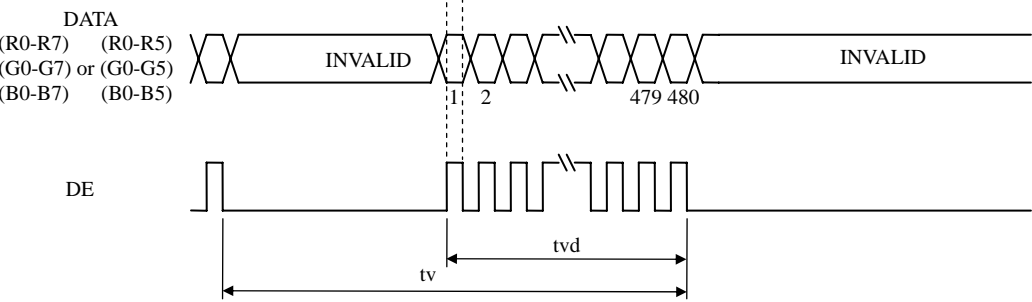 DATA
(R0-R7) (R0-R5)
(G0-G7) or (G0-G5)
(B0-B7) (B0-B5)
INVALID
INVALID
1 2 479 480
DE
tvd
tv